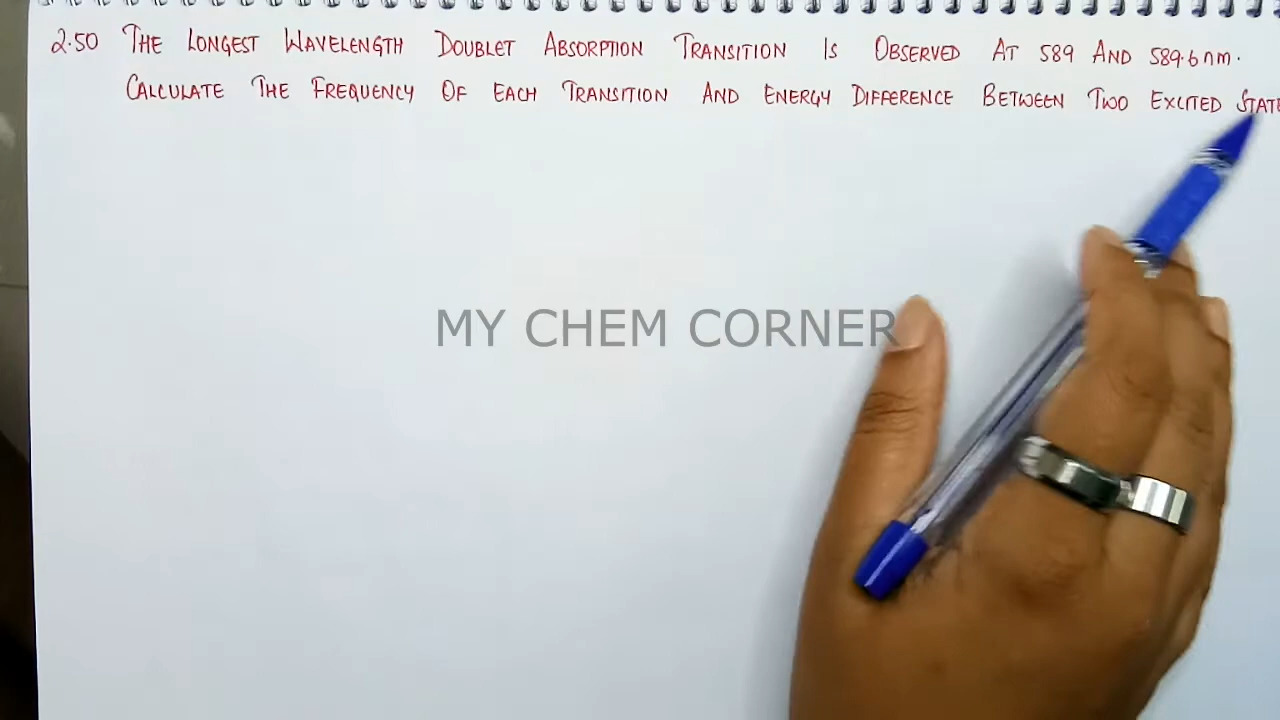 2.50 THE LONGEST WAVELENGTH DOUBLET ABSORPTION TRANSITION IS OBSERVED AT 589 AND 589.6 nm.
CALCULATE THE FREQUENCY OF EACH TRANSITION AND ENERGY DIFFERENCE BETWEEN TWO EXCITED STATE
MY CHEM CORNER